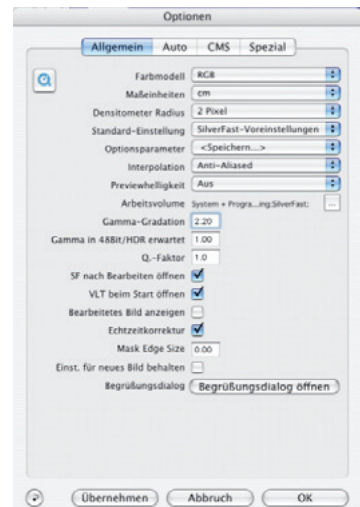 Optionen
Allgemein Auto CMS Spezial
Farbmodell RGB
Maßeinheiten cm
Densitometer Radius 2 Pixel
Standard-Einstellung SilverFast-Voreinstellungen
Optionsparameter <Speichern...>
Interpolation Anti-Aliased
Previewhelligkeit Aus
Arbeitsvolume System + Progra...ing:SilverFast: ...
Gamma-Gradation 2.20
Gamma in 48Bit/HDR erwartet 1.00
Q.-Faktor 1.0
SF nach Bearbeiten öffnen
VLT beim Start öffnen
Bearbeitetes Bild anzeigen
Echtzeitkorrektur
Mask Edge Size 0.00
Einst. für neues Bild behalten
Begrüßungsdialog Begrüßungsdialog öffnen
Übernehmen Abbruch OK